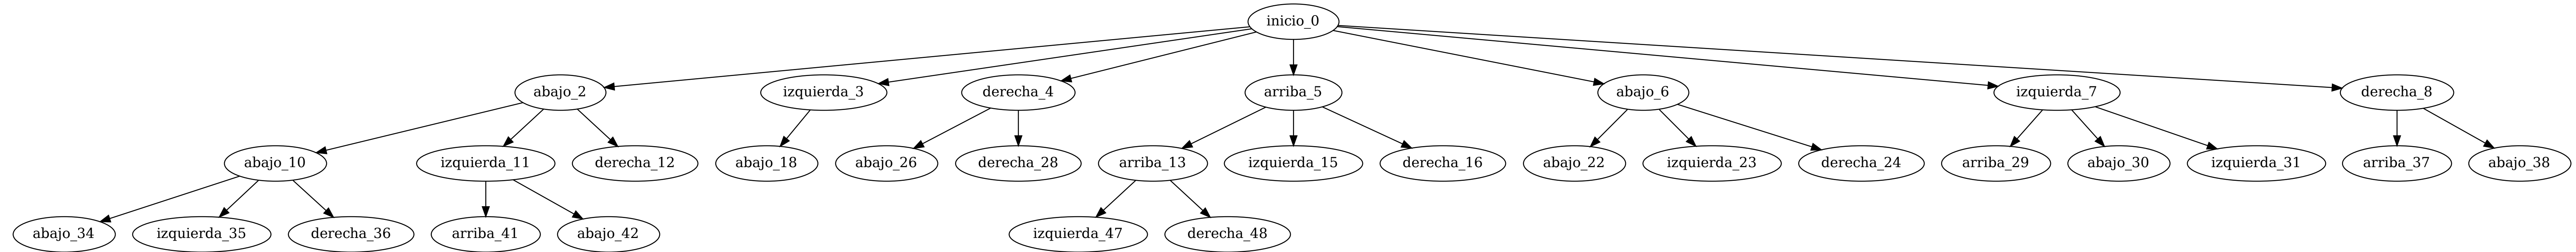 inicio_0
abajo_2
izquierda_3
derecha_4
arriba_5
abajo_6
izquierda_7
derecha_8
abajo_10
izquierda_11
derecha_12
abajo_18
abajo_26
derecha_28
arriba_13
izquierda_15
derecha_16
abajo_22
izquierda_23
derecha_24
arriba_29
abajo_30
izquierda_31
arriba_37
abajo_38
abajo_34
izquierda_35
derecha_36
arriba_41
abajo_42
izquierda_47
derecha_48